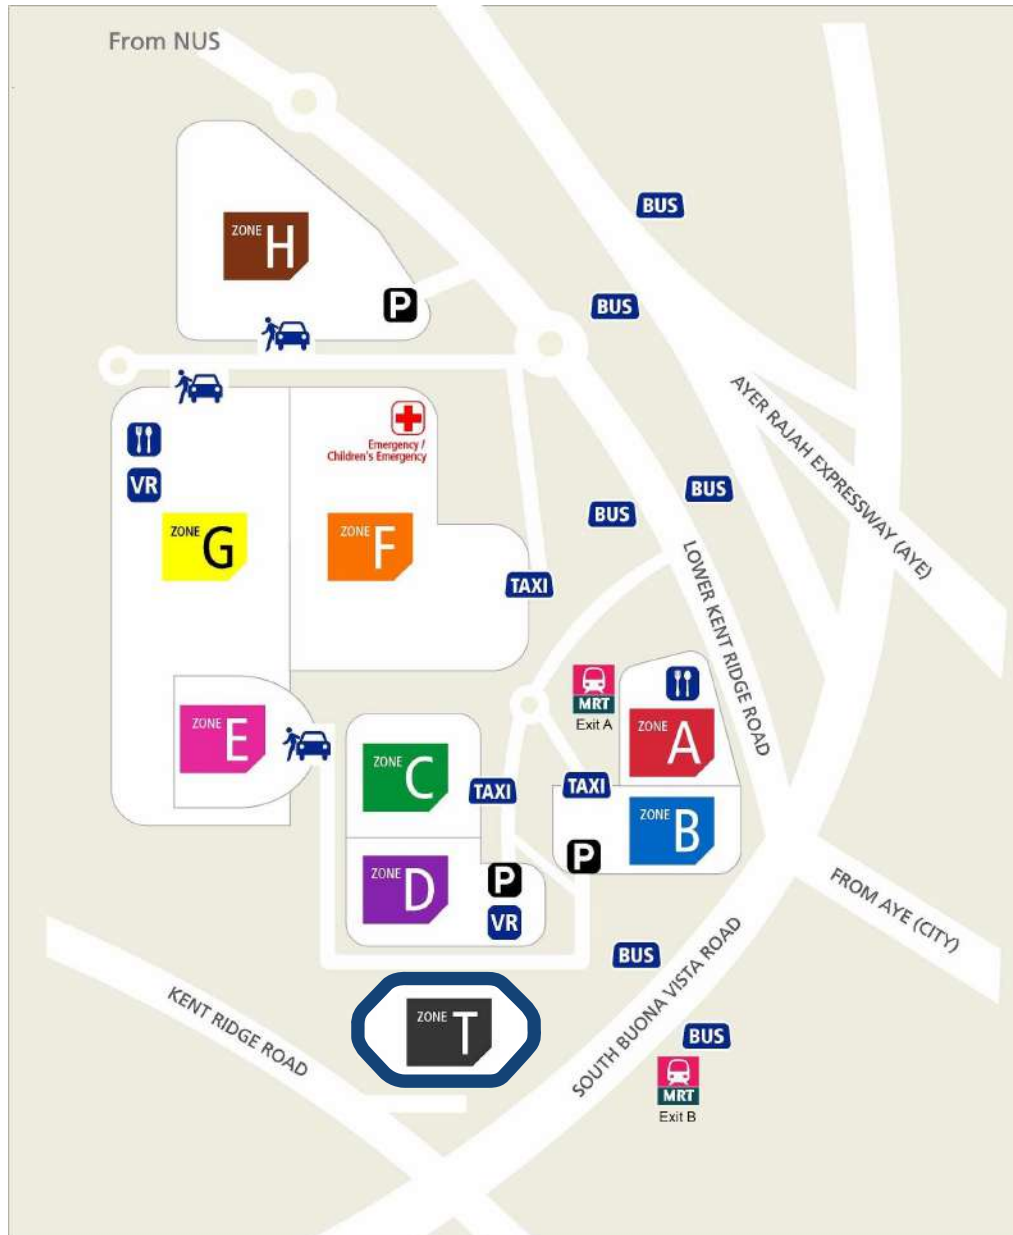 From NUS
BUS
ZONE H
P
BUS
AYER RAJAH EXPRESSWAY (AYE)
Emergency /
Children's Emergency
VR
BUS
BUS
ZONE G
ZONE F
LOWER KENT RIDGE ROAD
TAXI
MRT
Exit A
ZONE A
ZONE E
ZONE C
TAXI
TAXI
ZONE B
P
ZONE D
P
VR
FROM AYE (CITY)
BUS
SOUTH BUONA VISTA ROAD
KENT RIDGE ROAD
ZONE T
BUS
MRT
Exit B